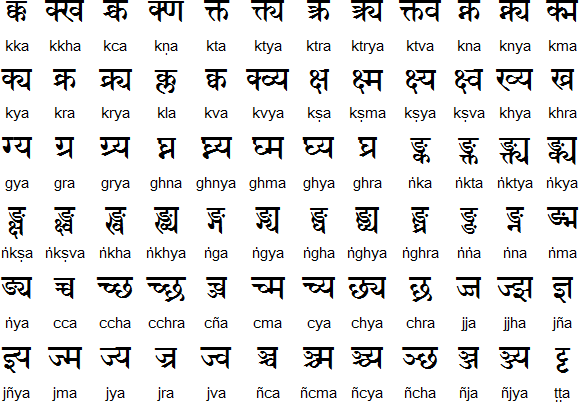 क्क क्ख क्च क्ण क्त क्त्य क्त्र क्त्र्य क्त्व क्न क्न्य क्म
kka kkha kca kṇa kta ktya ktra ktrya ktva kna knya kma
क्य क्र क्र्य क्ल क्व क्व्य क्ष क्ष्म क्ष्य क्ष्व ख्य ख्र
kya kra krya kla kva kvya kṣa kṣma kṣya kṣva khya khra
ग्य ग्र ग्र्य घ्न घ्न्य घ्म घ्य घ्र ङ्क ङ्क्त ङ्क्त्य ङ्क्य
gya gra grya ghna ghnya ghma ghya ghra ṅka ṅkta ṅktya ṅkya
ङ्क्ष ङ्क्ष्व ङ्ख ङ्ख्य ङ्ग ङ्ग्य ङ्घ ङ्घ्य ङ्घ्र ङ्ङ ङ्न ङ्म
ṅkṣa ṅkṣva ṅkha ṅkhya ṅga ṅgya ṅgha ṅghya ṅghra ṅṅa ṅna ṅma
ङ्य च्च च्छ च्छ्र च्ञ च्म च्य छ्य छ्र ज्ज ज्झ ज्ञ
ṅya cca ccha cchra cña cma cya chya chra jja jjha jña
ज्ञ्य ज्म ज्य ज्र ज्व ञ्च ञ्च्म ञ्च्य ञ्छ ञ्ज ञ्ज्य ट्ट
jñya jma jya jra jva ñca ñcma ñcya ñcha ñja ñjya ṭṭa